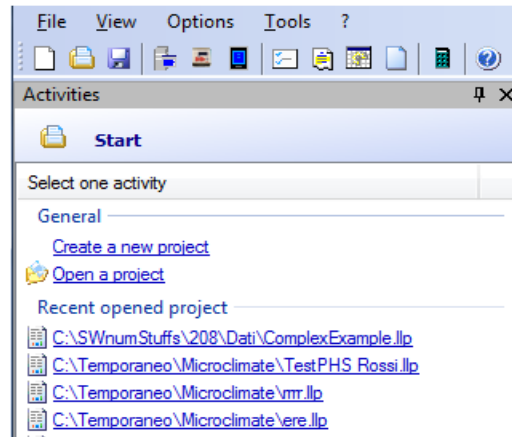 File View Options Tools ?
Activities
Start
Select one activity
General
Create a new project
Open a project
Recent opened project
C:\SWnumStuffs\208\Dati\ComplexExample.llp
C:\Temporaneo\Microclimate\TestPHS Rossi.llp
C:\Temporaneo\Microclimate\rrrr.llp
C:\Temporaneo\Microclimate\ere.llp